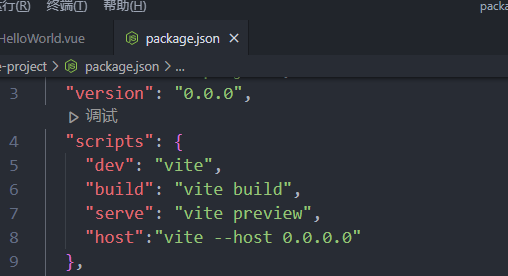 运行(R) 终端(T) 帮助(H) packa
HelloWorld.vue package.json ×
e-project > package.json > ...
3 "version": "0.0.0",
调试
4 "scripts": {
5 "dev": "vite",
6 "build": "vite build",
7 "serve": "vite preview",
8 "host":"vite --host 0.0.0.0"
9 },